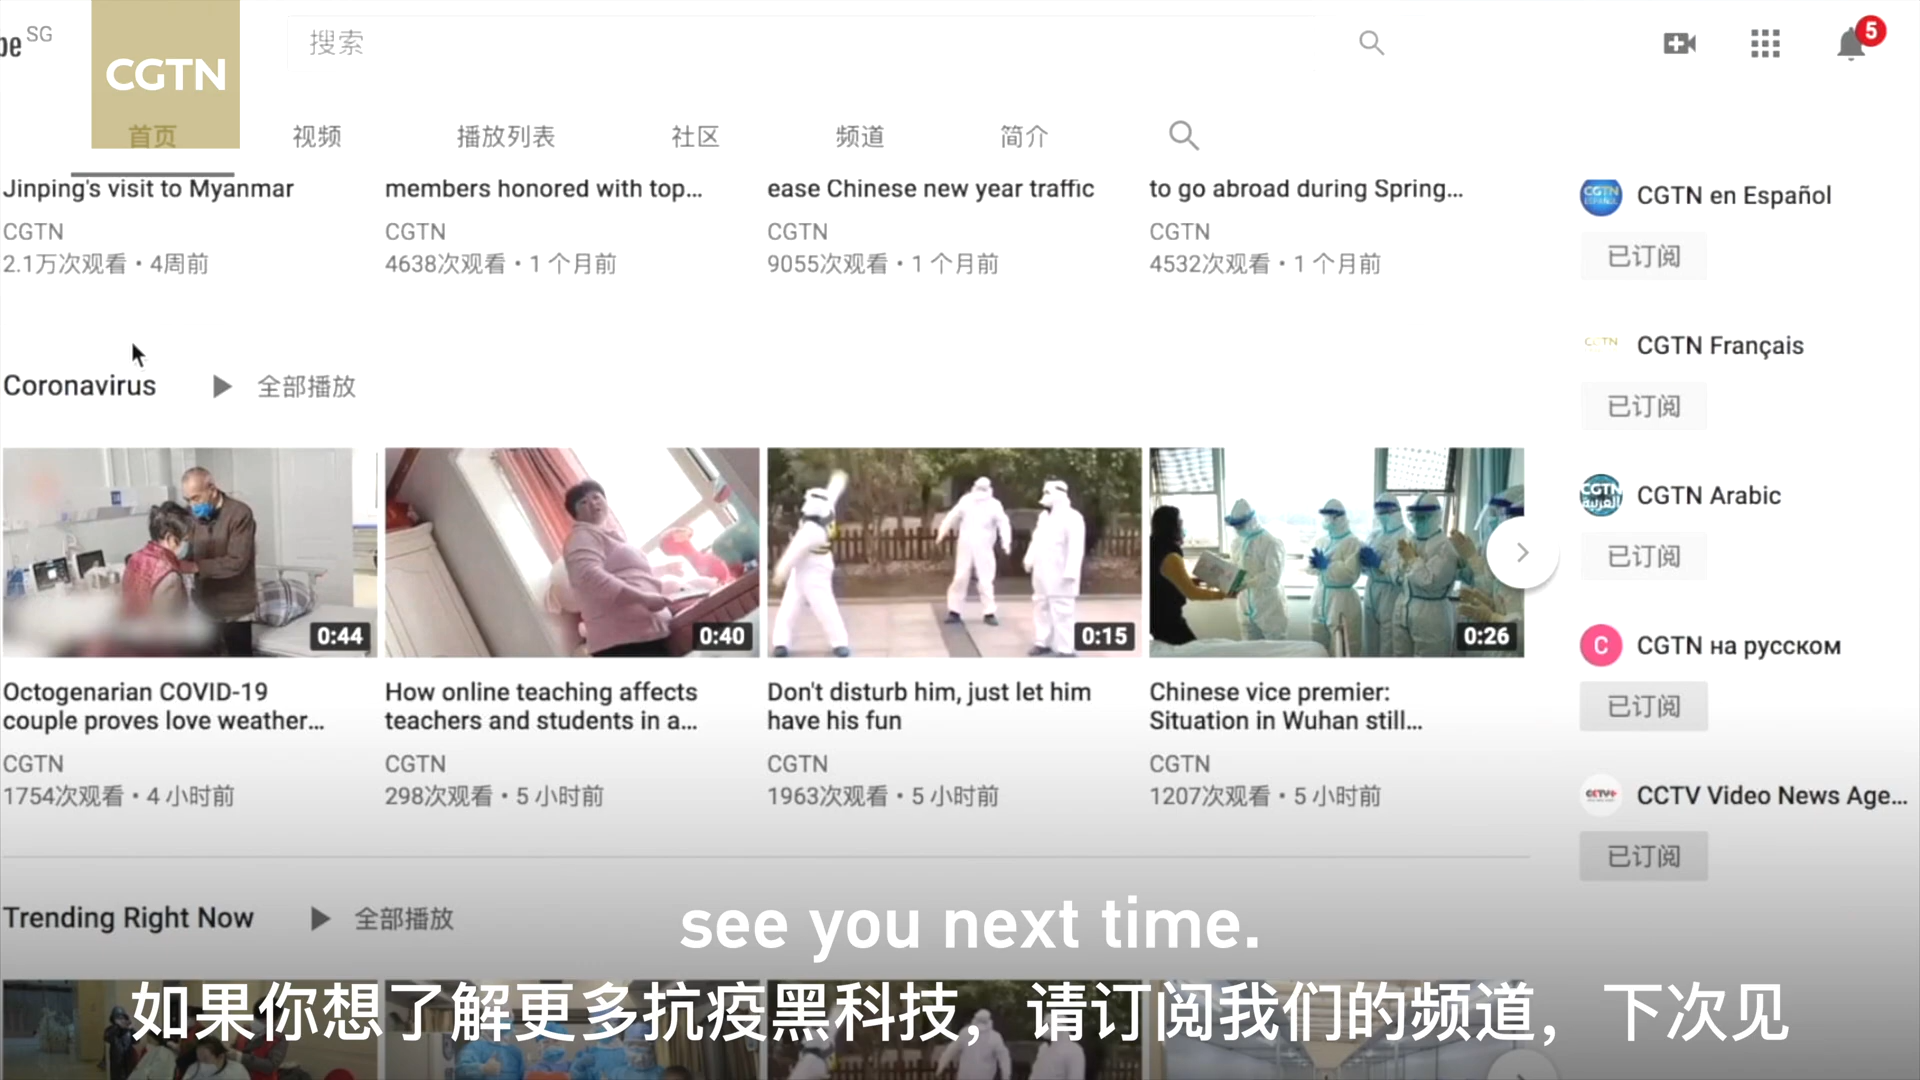 be SG
CGTN
搜索
5
首页
视频
播放列表
社区
频道
简介
Jinping's visit to Myanmar
CGTN
2.1万次观看・4周前
members honored with top...
CGTN
4638次观看・1 个月前
ease Chinese new year traffic
CGTN
9055次观看・1 个月前
to go abroad during Spring...
CGTN
4532次观看・1 个月前
CGTN en Español
已订阅
CGTN Français
已订阅
CGTN Arabic
已订阅
C CGTN на русском
已订阅
CCTV+ CCTV Video News Age...
已订阅
Coronavirus
全部播放
0:44
Octogenarian COVID-19
couple proves love weather...
CGTN
1754次观看・4 小时前
0:40
How online teaching affects
teachers and students in a...
CGTN
298次观看・5 小时前
0:15
Don't disturb him, just let him
have his fun
CGTN
1963次观看・5 小时前
0:26
Chinese vice premier:
Situation in Wuhan still...
CGTN
1207次观看・5 小时前
Trending Right Now
全部播放
see you next time.
如果你想了解更多抗疫黑科技，请订阅我们的频道，下次见